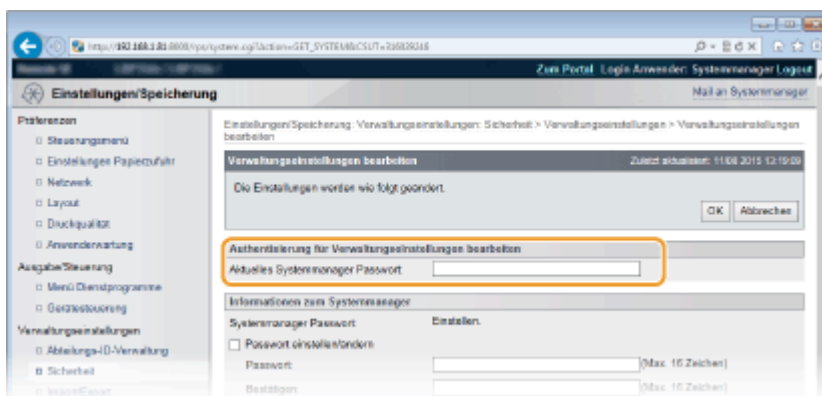 Zum Portal Login Anwender: Systemmanager Logout
Einstellungen/Speicherung
Mail an Systemmanager
Präferenzen
Steuerungsmenü
Einstellungen Papierzufuhr
Netzwerk
Layout
Druckqualität
Anwenderwartung
Ausgabe/Steuerung
Menü Dienstprogramme
Gerätesteuerung
Verwaltungseinstellungen
Abteilungs-ID-Verwaltung
Sicherheit
Import/Export
Einstellungen/Speicherung: Verwaltungseinstellungen: Sicherheit > Verwaltungseinstellungen > Verwaltungseinstellungen
bearbeiten
Verwaltungseinstellungen bearbeiten
Zuletzt aktualisiert: 11/08 2015 13:19:09
Die Einstellungen werden wie folgt geändert.
OK Abbrechen
Authentisierung für Verwaltungseinstellungen bearbeiten
Aktuelles Systemmanager Passwort:
Informationen zum Systemmanager
Systemmanager Passwort: Einstellen.
Passwort einstellen/ändern
Passwort: (Max. 16 Zeichen)
Bestätigen: (Max. 16 Zeichen)